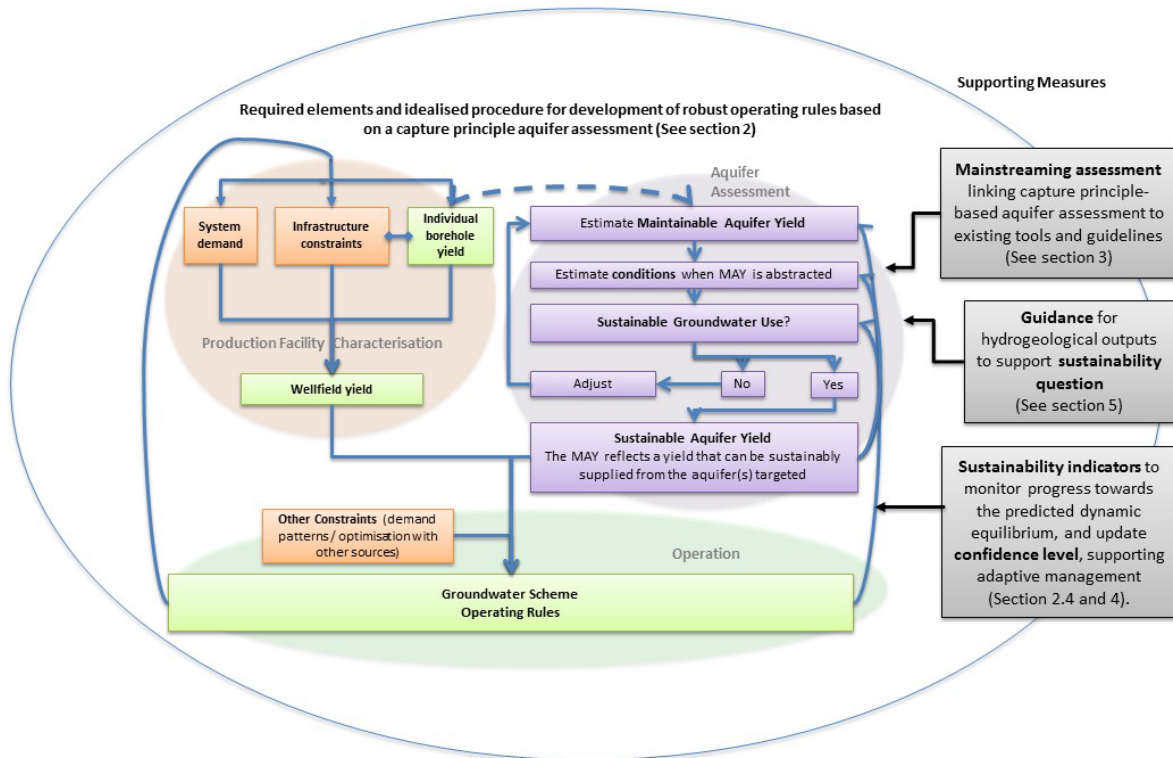 Supporting Measures
Required elements and idealised procedure for development of robust operating rules based
on a capture principle aquifer assessment (See section 2)
Aquifer
Assessment
System
demand
Infrastructure
constraints
Individual
borehole
yield
Production Facility Characterisation
Wellfield yield
Estimate Maintainable Aquifer Yield
Estimate conditions when MAY is abstracted
Sustainable Groundwater Use?
Adjust
No
Yes
Sustainable Aquifer Yield
The MAY reflects a yield that can be sustainably
supplied from the aquifer(s) targeted
Other Constraints (demand
patterns / optimisation with
other sources)
Operation
Groundwater Scheme
Operating Rules
Mainstreaming assessment
linking capture principle-
based aquifer assessment to
existing tools and guidelines
(See section 3)
Guidance for
hydrogeological outputs
to support sustainability
question
(See section 5)
Sustainability indicators to
monitor progress towards
the predicted dynamic
equilibrium, and update
confidence level, supporting
adaptive management
(Section 2.4 and 4).